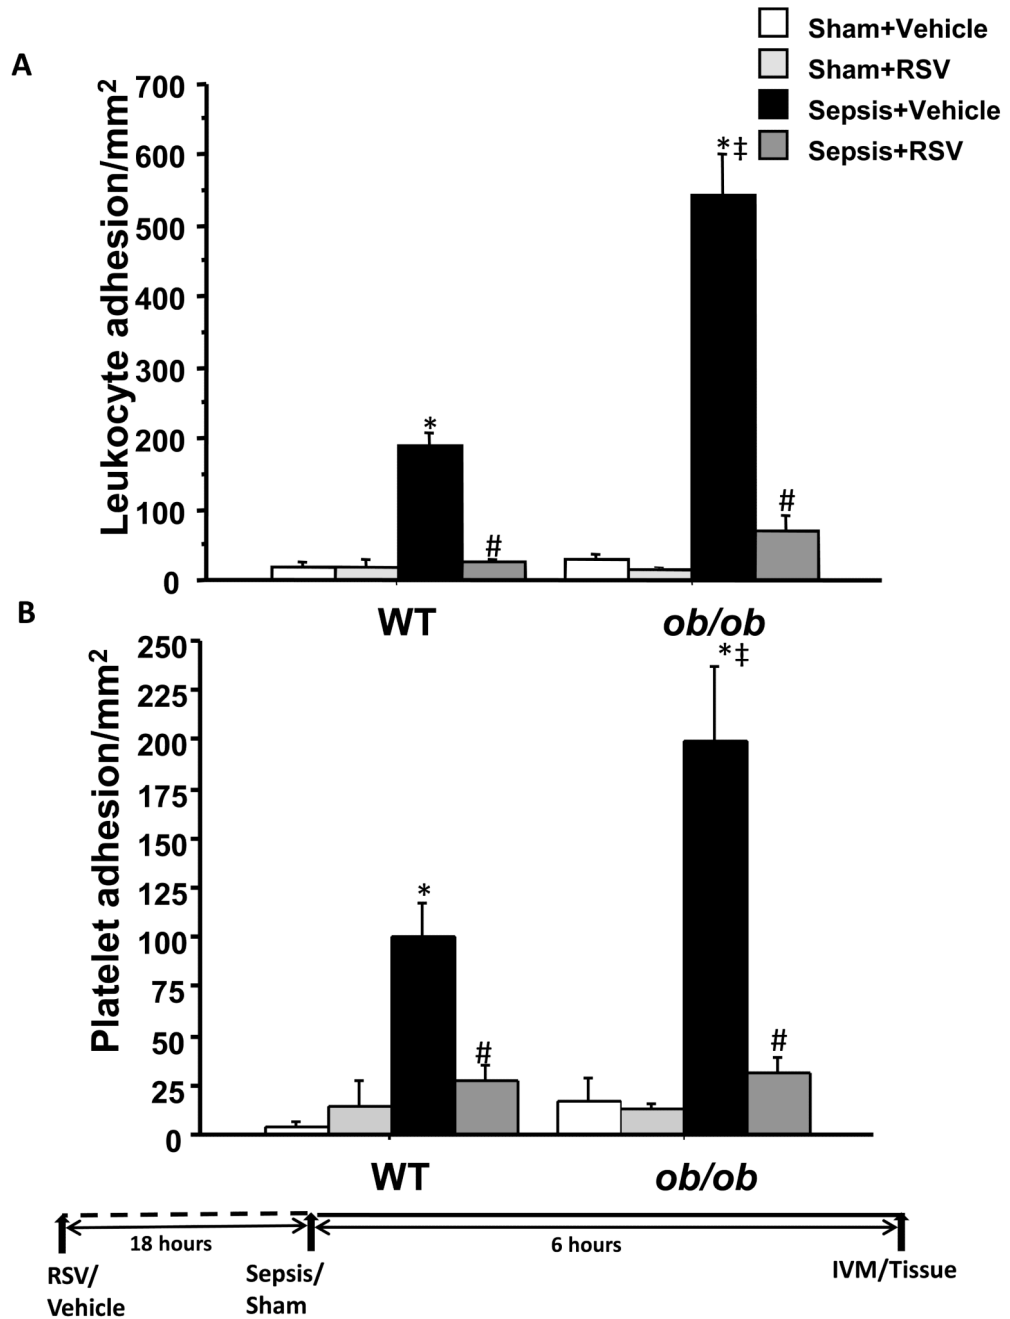 Sham+Vehicle
Sham+RSV
Sepsis+Vehicle
Sepsis+RSV
A
Leukocyte adhesion/mm²
700
600
500
400
300
200
100
0
*
#
*‡
#
WT
ob/ob
B
Platelet adhesion/mm²
250
225
200
175
150
125
100
75
50
25
0
*
#
*‡
#
WT
ob/ob
18 hours
6 hours
RSV/
Vehicle
Sepsis/
Sham
IVM/Tissue